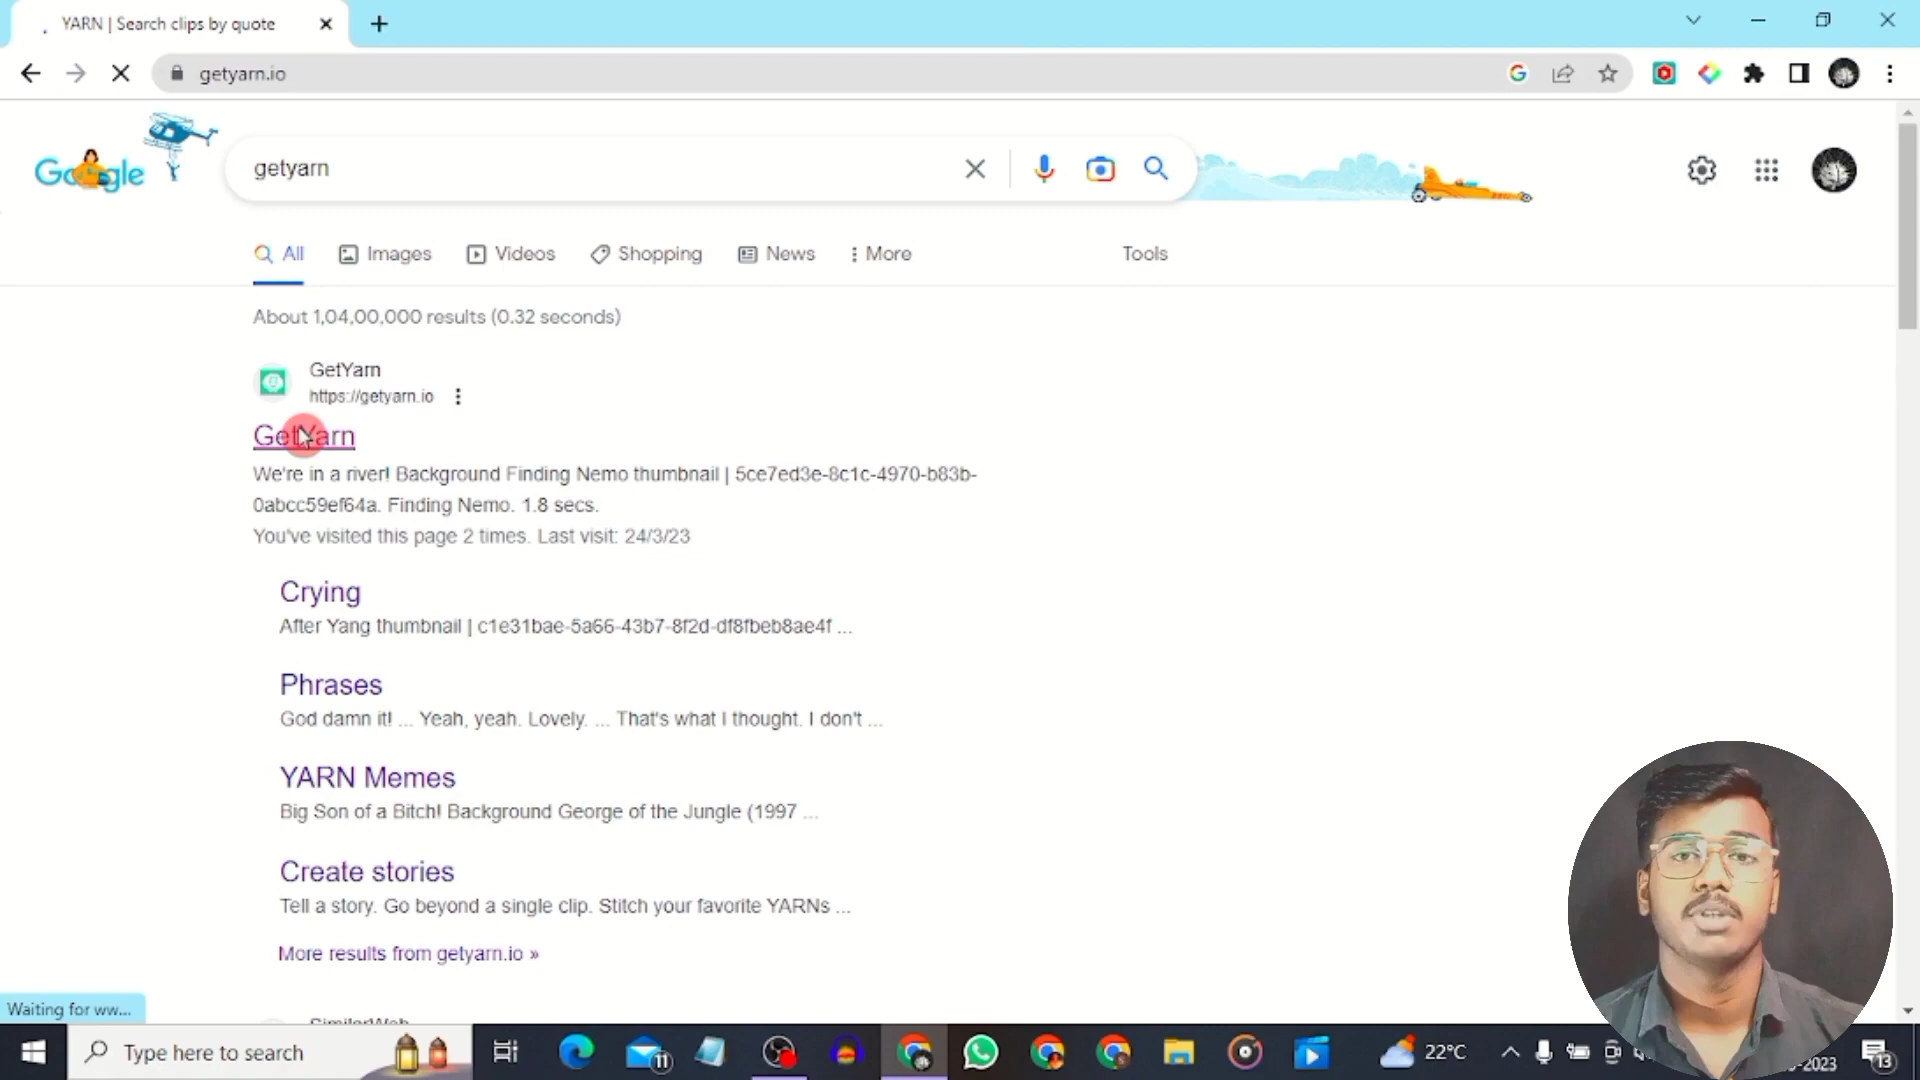 YARN | Search clips by quote
getyarn.io
Google
getyarn
All
Images
Videos
Shopping
News
More
Tools
About 1,04,00,000 results (0.32 seconds)
GetYarn
https://getyarn.io
GetYarn
We're in a river! Background Finding Nemo thumbnail | 5ce7ed3e-8c1c-4970-b83b-
0abcc59ef64a. Finding Nemo. 1.8 secs.
You've visited this page 2 times. Last visit: 24/3/23
Crying
After Yang thumbnail | c1e31bae-5a66-43b7-8f2d-df8fbeb8ae4f ...
Phrases
God damn it! ... Yeah, yeah. Lovely. ... That's what I thought. I don't ...
YARN Memes
Big Son of a Bitch! Background George of the Jungle (1997 ...
Create stories
Tell a story. Go beyond a single clip. Stitch your favorite YARNs ...
More results from getyarn.io »
SimilarWeb
Waiting for ww...
Type here to search
11
22°C
-2023
13